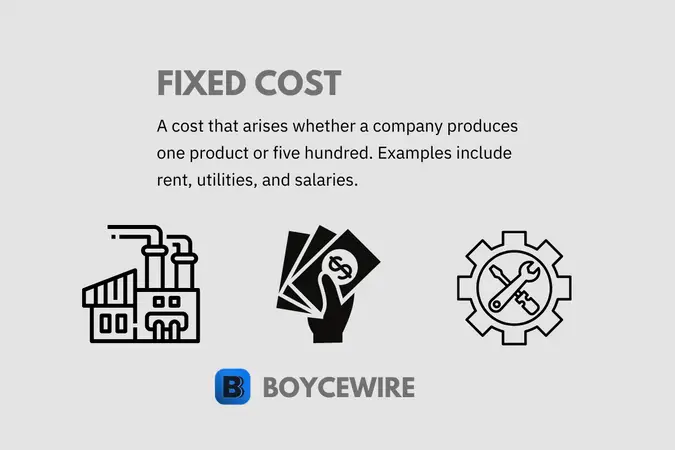 FIXED COST
A cost that arises whether a company produces
one product or five hundred. Examples include
rent, utilities, and salaries.
$
B BOYCEWIRE